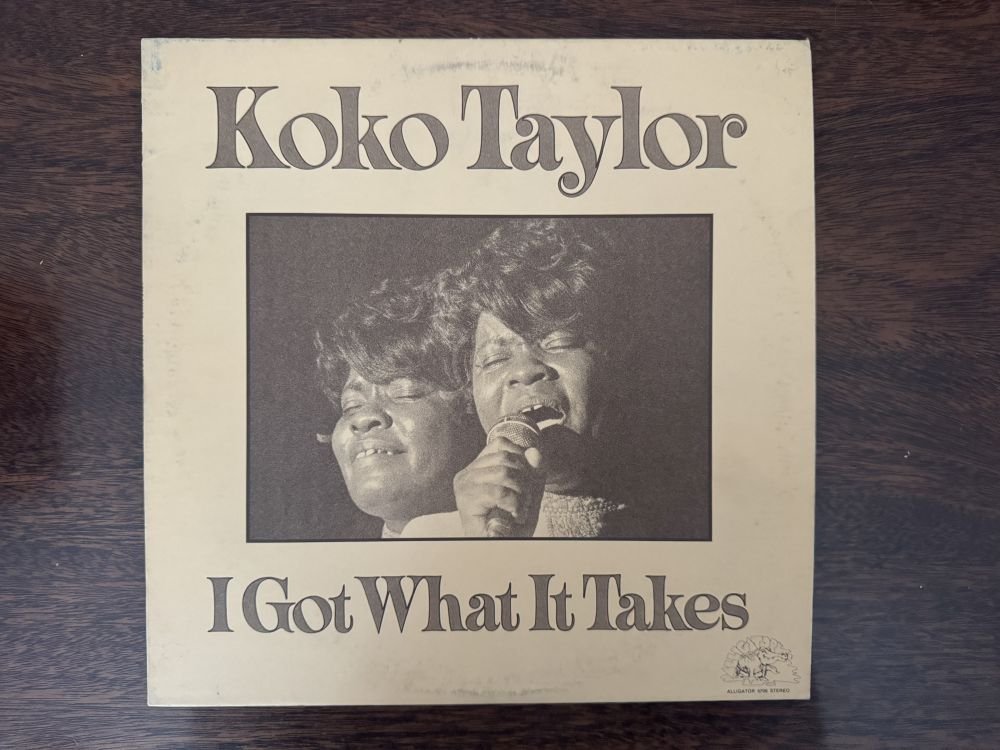 Koko Taylor
I Got What It Takes
ALLIGATOR 4706 STEREO